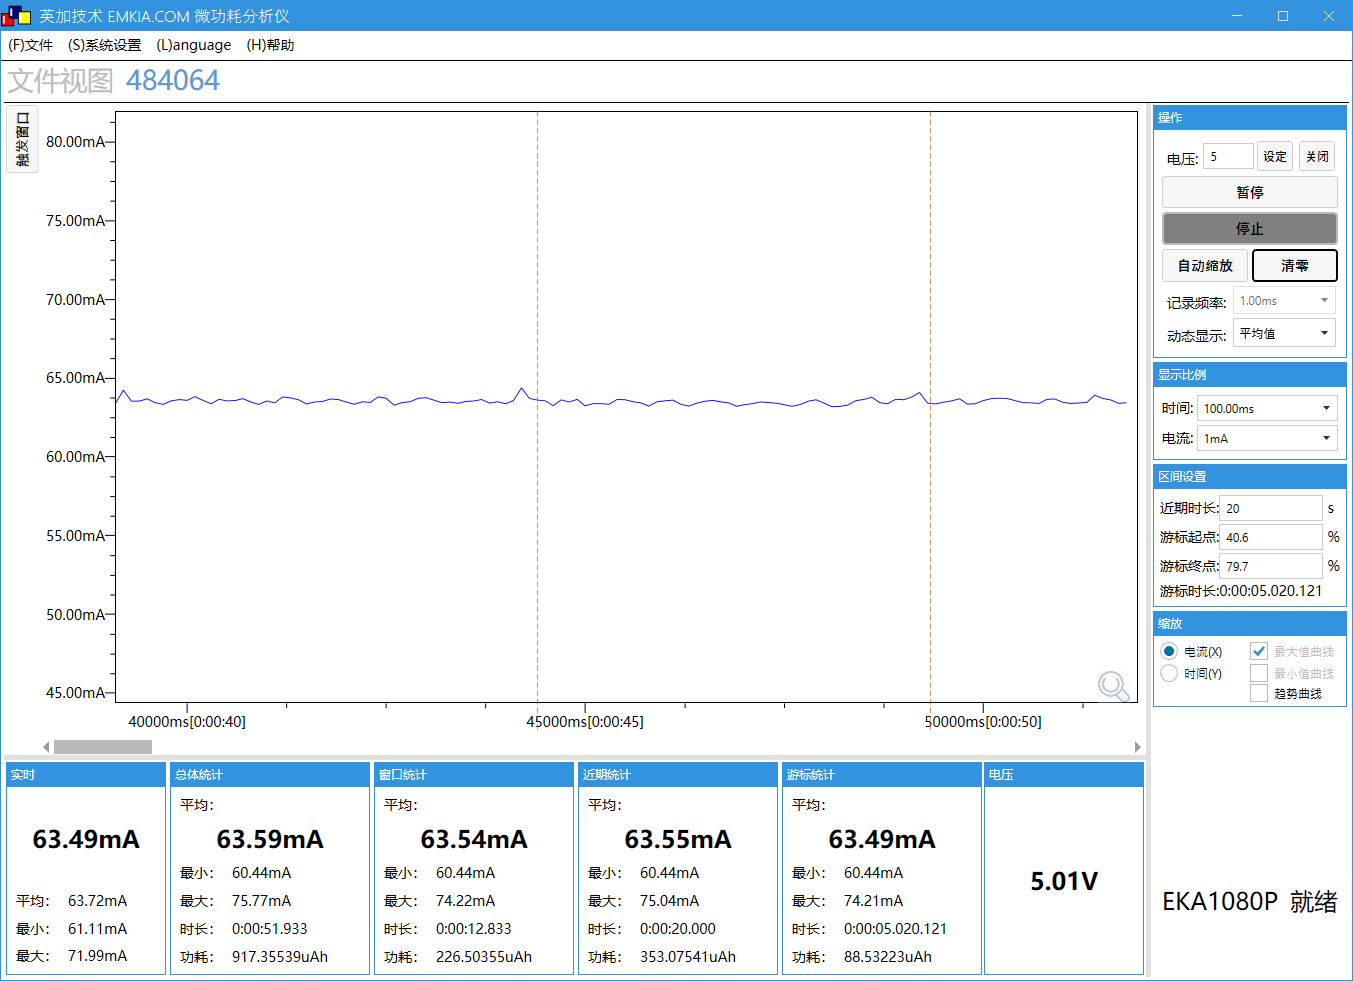 英加技术 EMKIA.COM 微功耗分析仪
(F)文件 (S)系统设置 (L)anguage (H)帮助
文件视图 484064
触发窗口
80.00mA
75.00mA
70.00mA
65.00mA
60.00mA
55.00mA
50.00mA
45.00mA
40000ms[0:00:40] 45000ms[0:00:45] 50000ms[0:00:50]
操作
电压: 5 设定 关闭
暂停
停止
自动缩放 清零
记录频率: 1.00ms
动态显示: 平均值
显示比例
时间: 100.00ms
电流: 1mA
区间设置
近期时长: 20 s
游标起点: 40.6 %
游标终点: 79.7 %
游标时长:0:00:05.020.121
缩放
电流(X) 最大值曲线
时间(Y) 最小值曲线
趋势曲线
实时
63.49mA
平均: 63.72mA
最小: 61.11mA
最大: 71.99mA
总体统计
平均:
63.59mA
最小: 60.44mA
最大: 75.77mA
时长: 0:00:51.933
功耗: 917.35539uAh
窗口统计
平均:
63.54mA
最小: 60.44mA
最大: 74.22mA
时长: 0:00:12.833
功耗: 226.50355uAh
近期统计
平均:
63.55mA
最小: 60.44mA
最大: 75.04mA
时长: 0:00:20.000
功耗: 353.07541uAh
游标统计
平均:
63.49mA
最小: 60.44mA
最大: 74.21mA
时长: 0:00:05.020.121
功耗: 88.53223uAh
电压
5.01V
EKA1080P 就绪